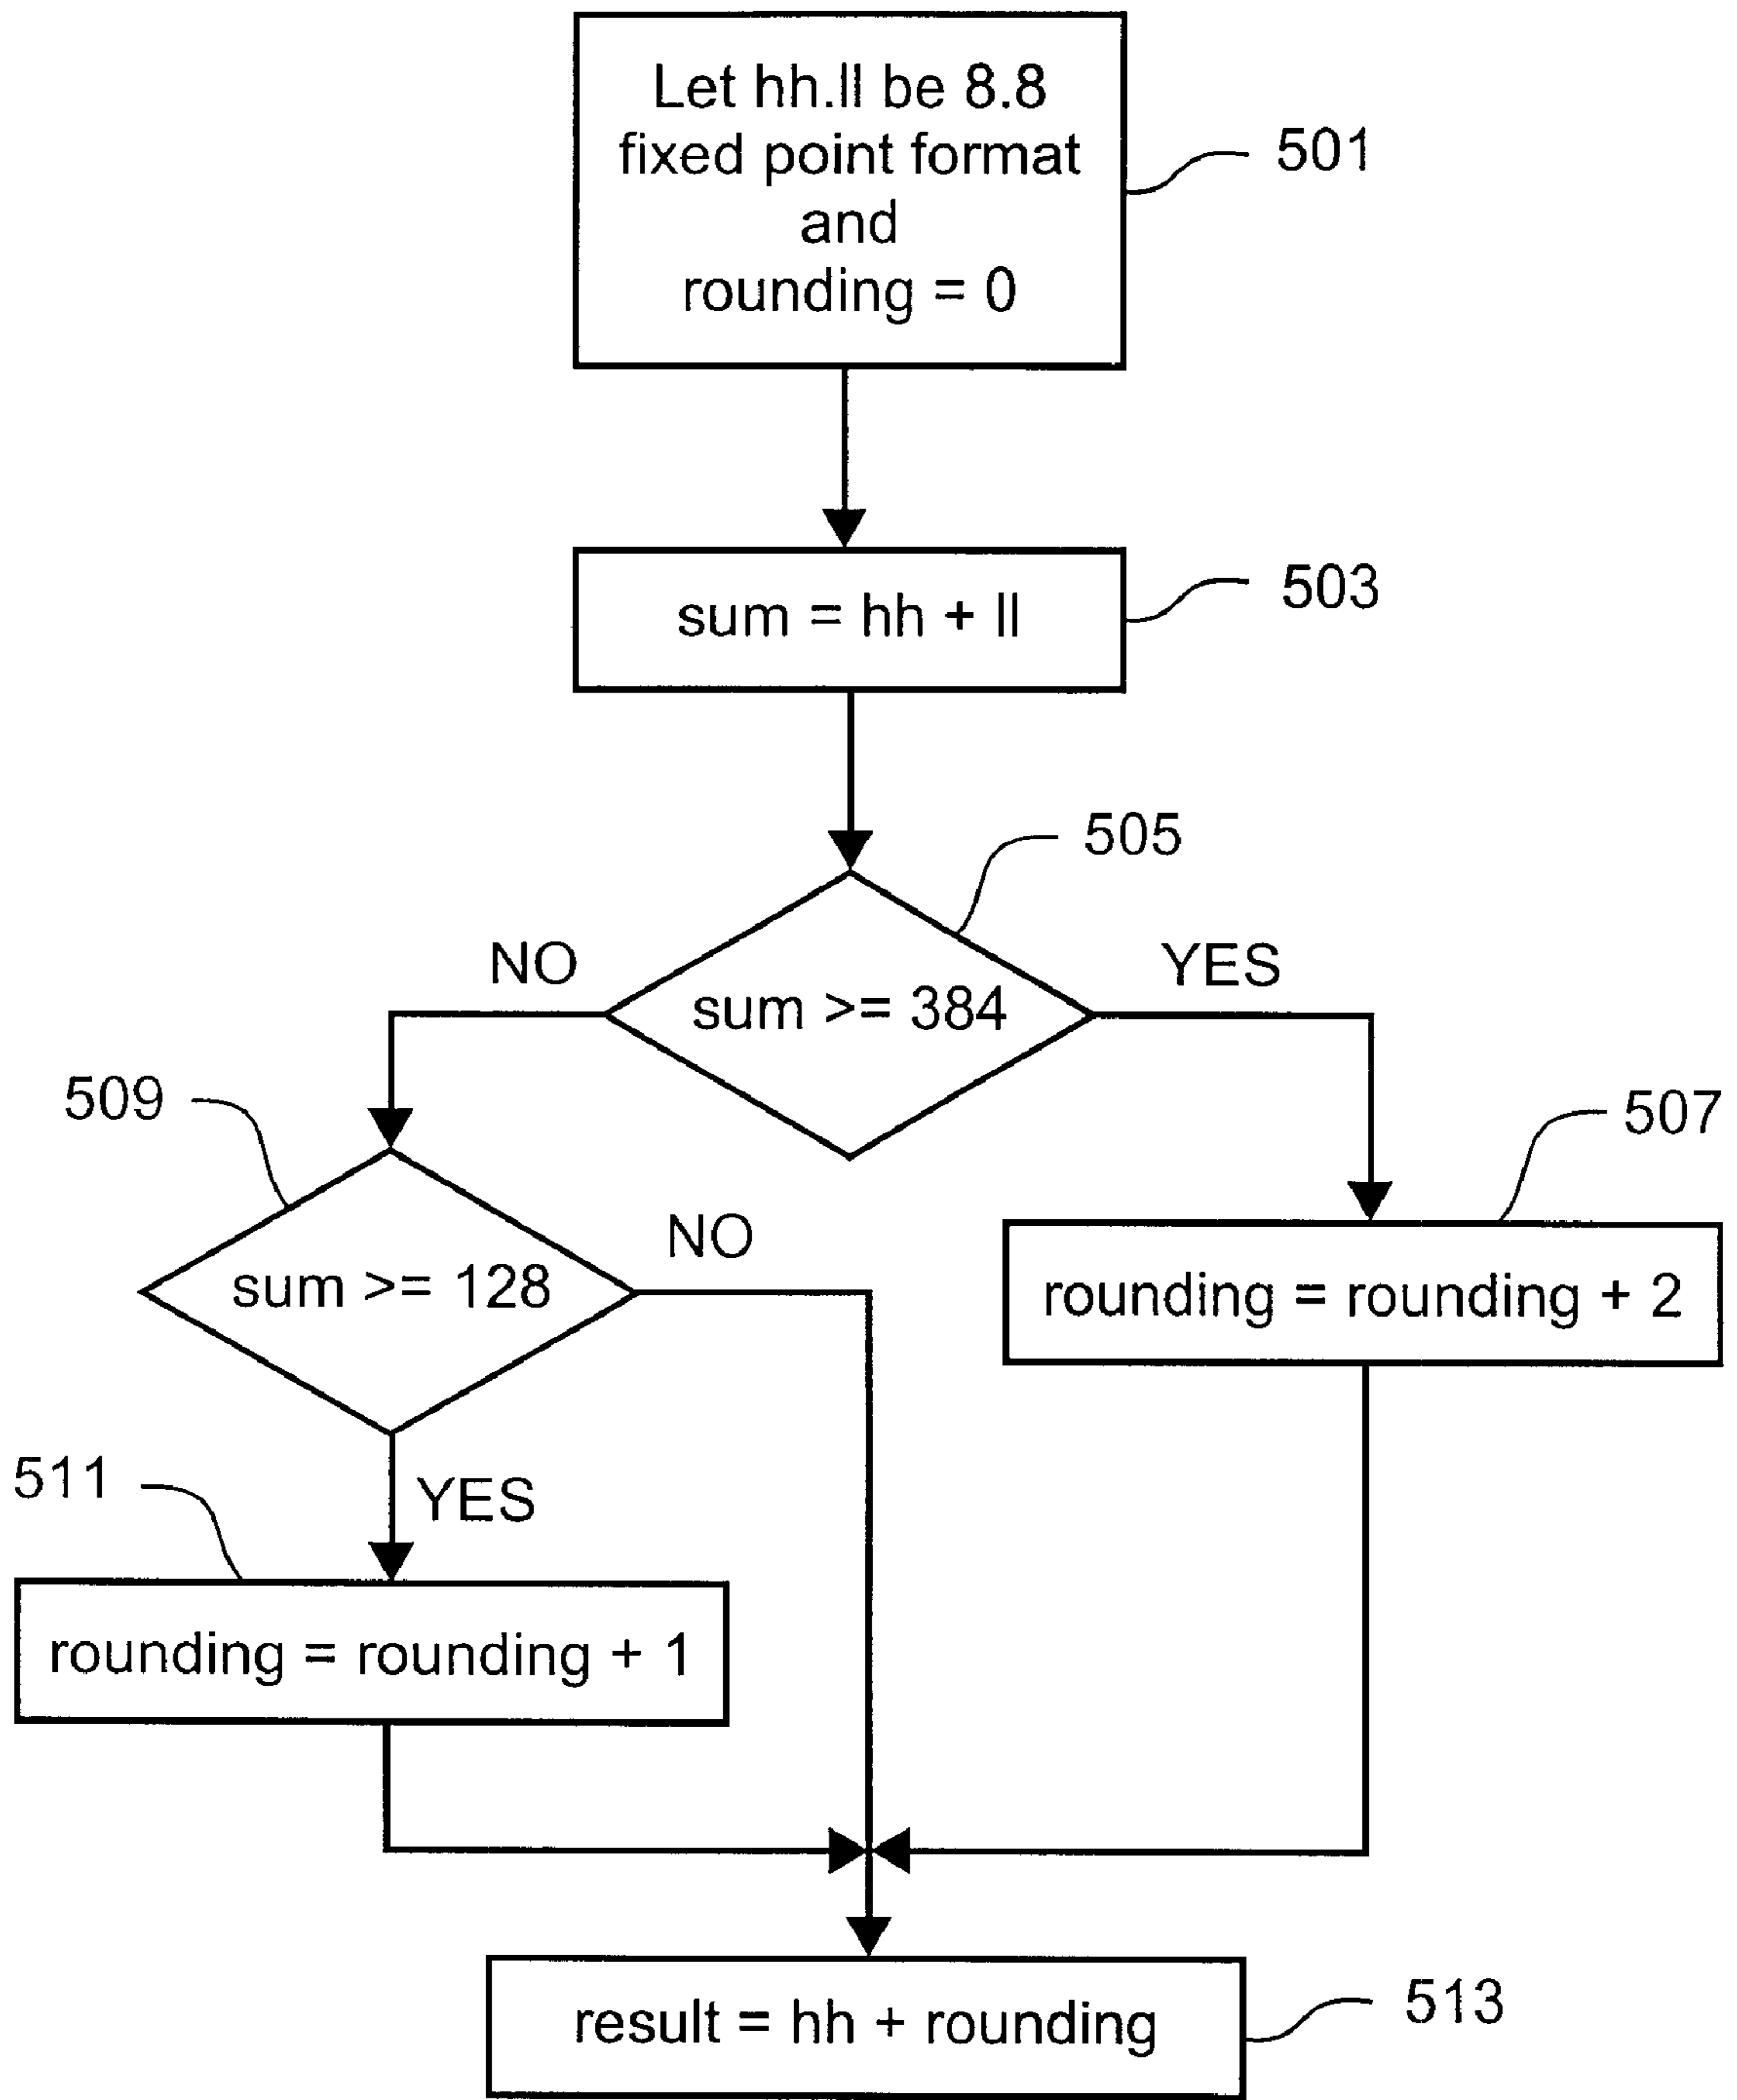 Let hh.ll be 8.8
fixed point format
and
rounding = 0
501
sum = hh + ll
503
505
NO
YES
sum >= 384
509
507
NO
sum >= 128
rounding = rounding + 2
511
YES
rounding = rounding + 1
result = hh + rounding
513